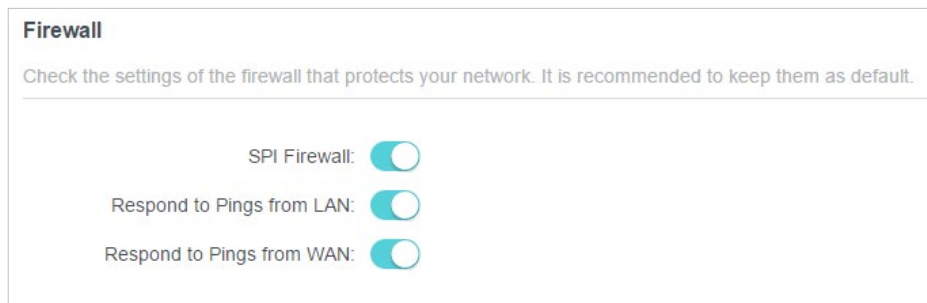 Firewall
Check the settings of the firewall that protects your network. It is recommended to keep them as default.
SPI Firewall:
Respond to Pings from LAN:
Respond to Pings from WAN: